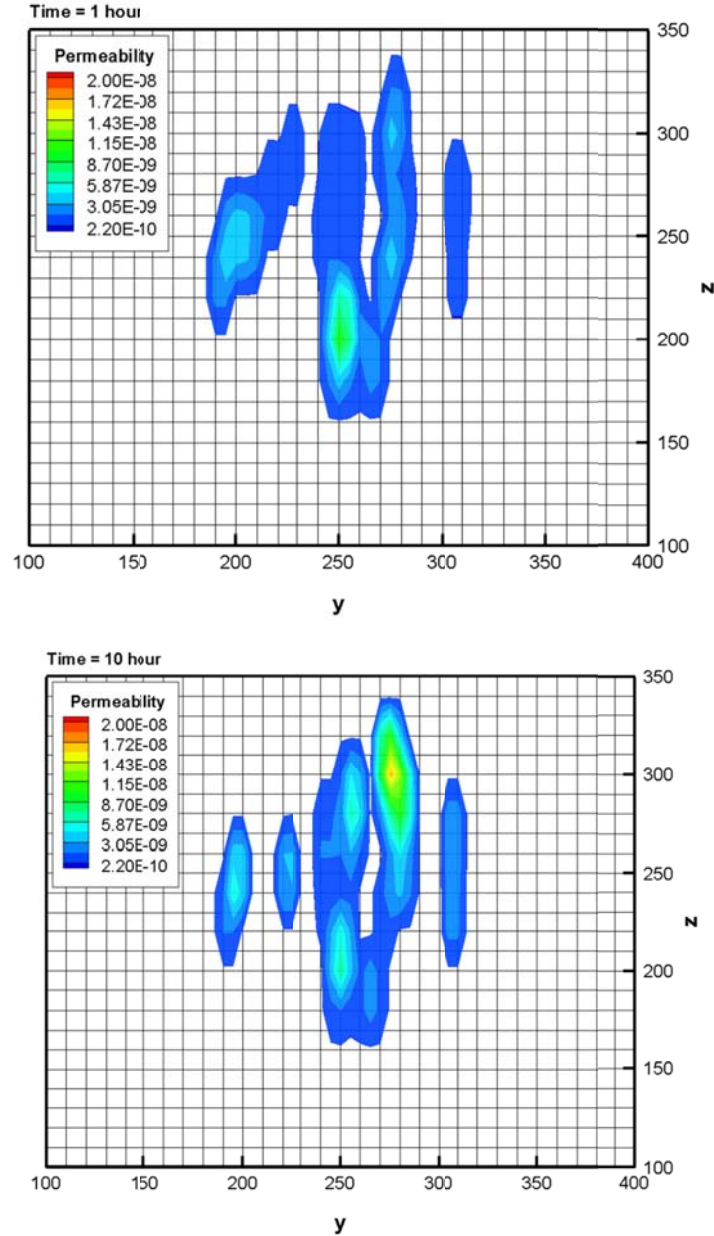 Time = 1 hour
Permeability
2.00E-08
1.72E-08
1.43E-08
1.15E-08
8.70E-09
5.87E-09
3.05E-09
2.20E-10
350
300
250
200
150
100
z
100 150 200 250 300 350 400
y
Time = 10 hour
Permeability
2.00E-08
1.72E-08
1.43E-08
1.15E-08
8.70E-09
5.87E-09
3.05E-09
2.20E-10
350
300
250
200
150
100
z
100 150 200 250 300 350 400
y